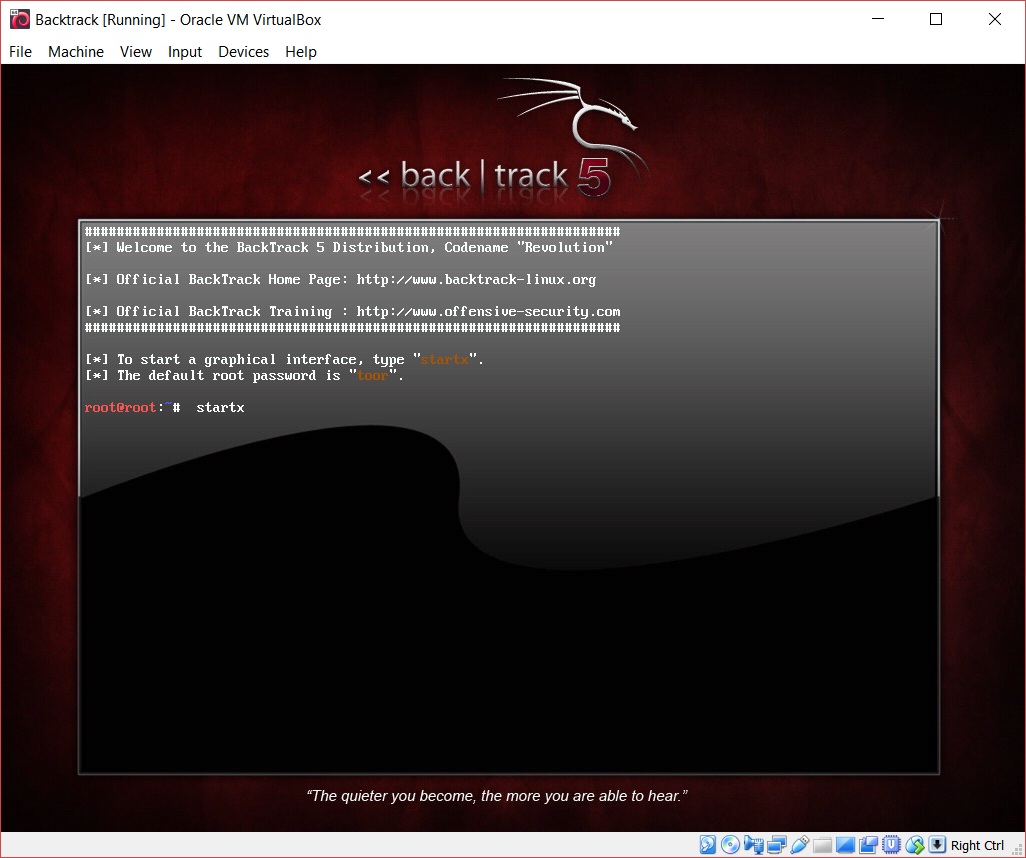 Backtrack [Running] - Oracle VM VirtualBox
File Machine View Input Devices Help
<< back | track 5
###################################################################
[*] Welcome to the BackTrack 5 Distribution, Codename "Revolution"
[*] Official BackTrack Home Page: http://www.backtrack-linux.org
[*] Official BackTrack Training : http://www.offensive-security.com
###################################################################
[*] To start a graphical interface, type "startx".
[*] The default root password is "toor".
root@root:~# startx
“The quieter you become, the more you are able to hear.”
Right Ctrl